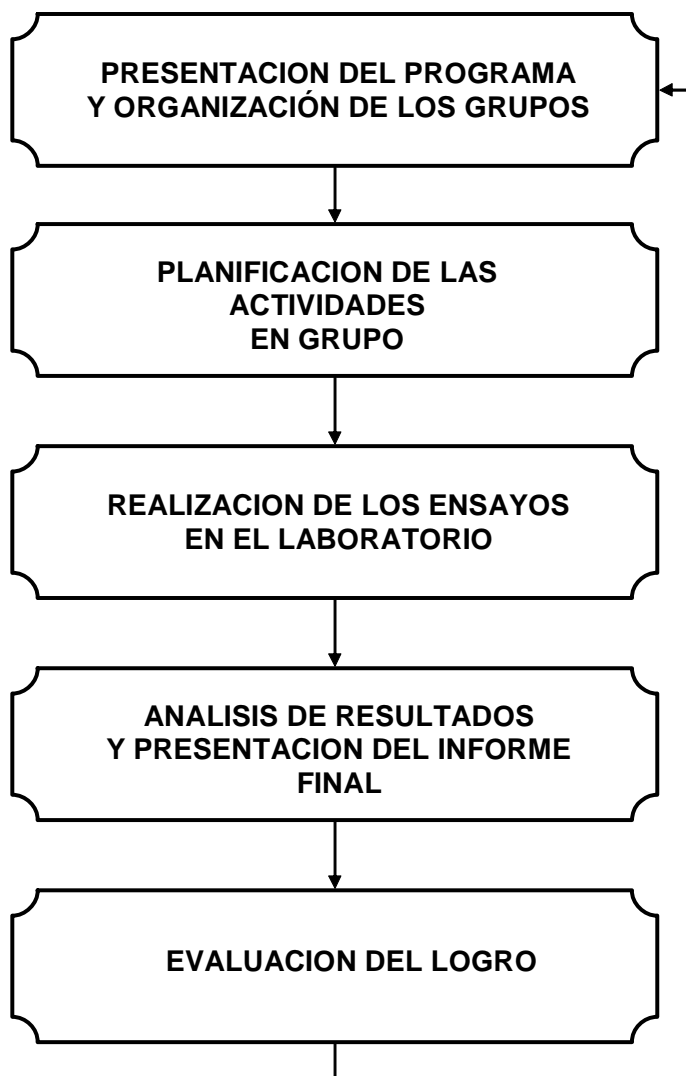 PRESENTACION DEL PROGRAMA
Y ORGANIZACIÓN DE LOS GRUPOS
PLANIFICACION DE LAS
ACTIVIDADES
EN GRUPO
REALIZACION DE LOS ENSAYOS
EN EL LABORATORIO
ANALISIS DE RESULTADOS
Y PRESENTACION DEL INFORME
FINAL
EVALUACION DEL LOGRO